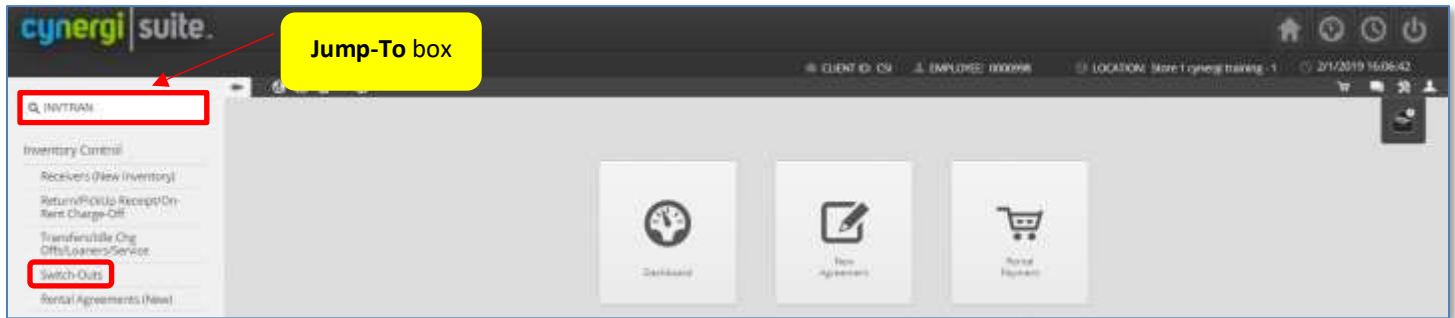 cynergi|suite.
Jump-To box
CLIENT ID: CSI EMPLOYEE: 0000998 LOCATION: Store 1 cynergi training - 1 2/1/2019 16:06:42
INVTRAN
Inventory Control
Receivers (New Inventory)
Return/PickUp Receipt/On-
Rent Charge-Off
Transfers/Idle Chg
Offs/Loaners/Service
Switch-Outs
Rental Agreements (New)
Dashboard
New
Agreement
Rental
Payment